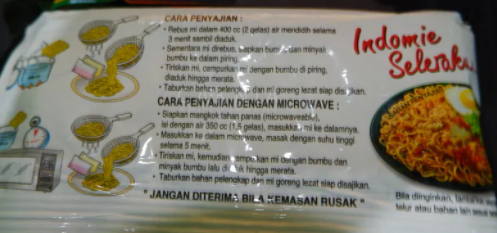 CARA PENYAJIAN :
• Rebus mi dalam 400 cc (2 gelas) air mendidih selama
3 menit sambil diaduk.
• Sementara mi direbus, siapkan bumbu dan minyak
bumbu ke dalam piring.
• Tiriskan mi, campurkan mi dengan bumbu di piring,
diaduk hingga merata.
• Taburkan bahan pelengkap dan mi goreng lezat siap disajikan.
CARA PENYAJIAN DENGAN MICROWAVE :
• Siapkan mangkok tahan panas (microwaveable),
isi dengan air 350 cc (1,5 gelas), masukkan mi ke dalamnya.
• Masukkan ke dalam microwave, masak dengan suhu tinggi
selama 5 menit.
• Tiriskan mi, kemudian campurkan mi dengan bumbu dan
minyak bumbu lalu diaduk hingga merata.
• Taburkan bahan pelengkap dan mi goreng lezat siap disajikan.
" JANGAN DITERIMA BILA KEMASAN RUSAK "
Indomie
Seleraku
Bila diinginkan,
telur atau bahan lain